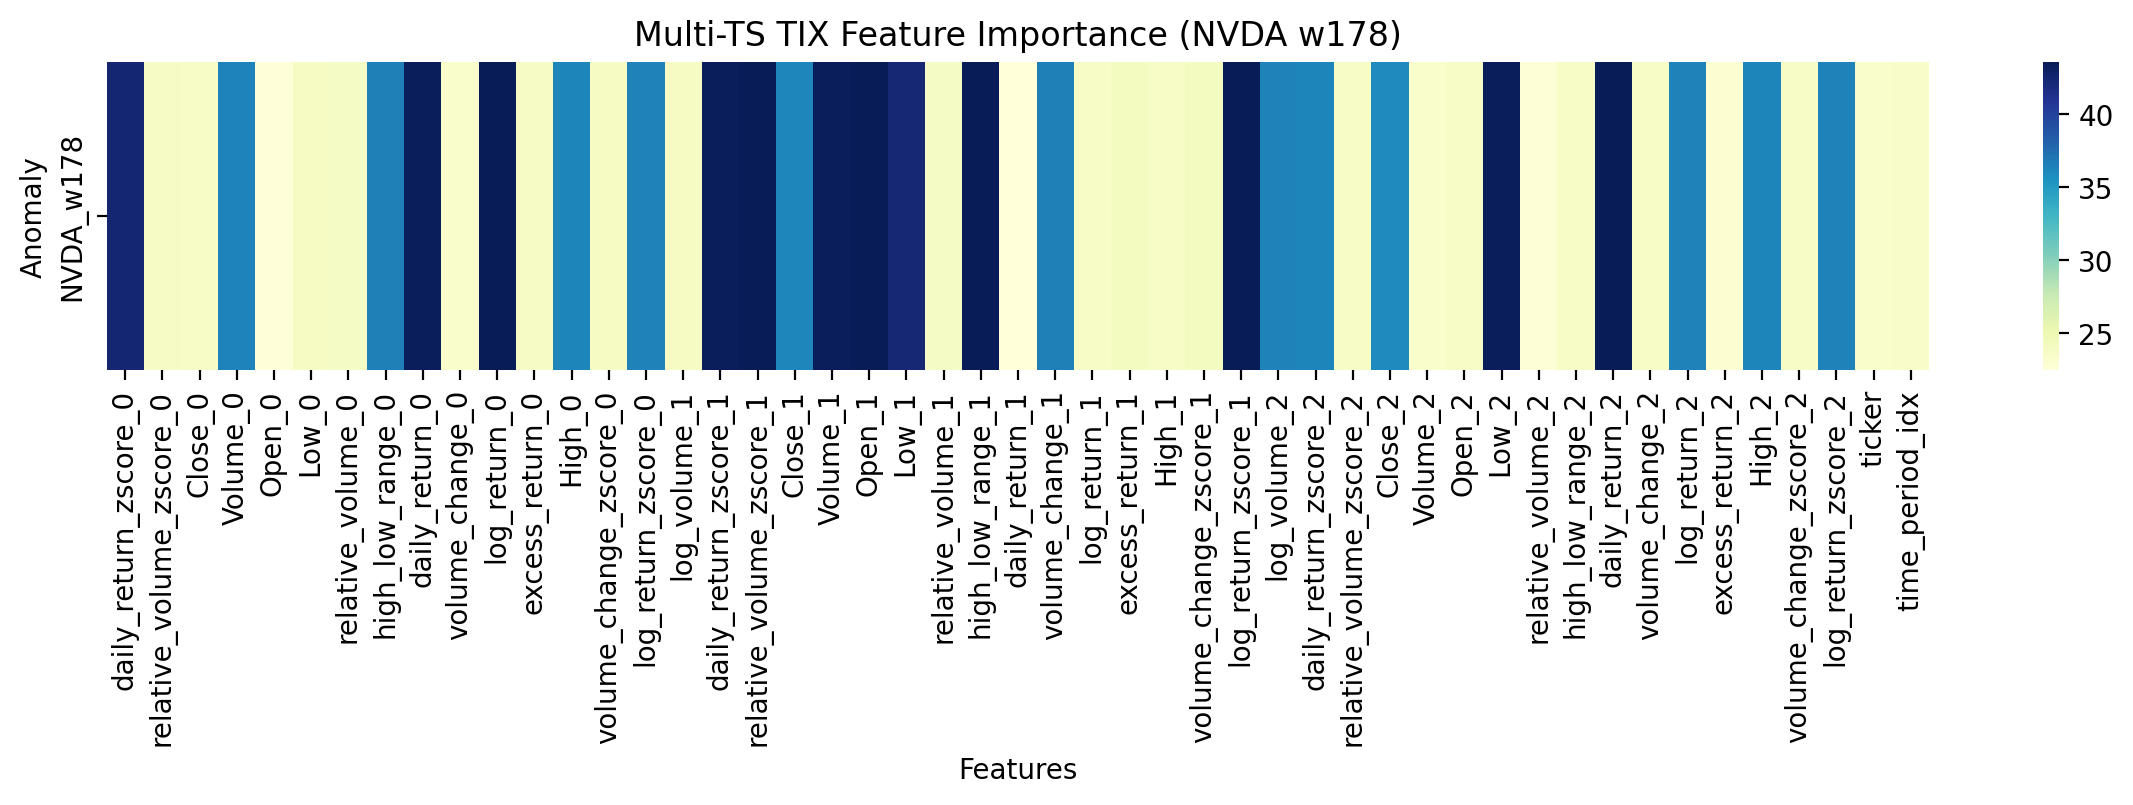 Multi-TS TIX Feature Importance (NVDA w178)
Anomaly
NVDA_w178
40
35
30
25
daily_return_zscore_0
relative_volume_zscore_0
Close_0
Volume_0
Open_0
Low_0
relative_volume_0
high_low_range_0
daily_return_0
volume_change_0
log_return_0
excess_return_0
High_0
volume_change_zscore_0
log_return_zscore_0
log_volume_1
daily_return_zscore_1
relative_volume_zscore_1
Close_1
Volume_1
Open_1
Low_1
relative_volume_1
high_low_range_1
daily_return_1
volume_change_1
log_return_1
excess_return_1
High_1
volume_change_zscore_1
log_return_zscore_1
log_volume_2
daily_return_zscore_2
relative_volume_zscore_2
Close_2
Volume_2
Open_2
Low_2
relative_volume_2
high_low_range_2
daily_return_2
volume_change_2
log_return_2
excess_return_2
High_2
volume_change_zscore_2
log_return_zscore_2
ticker
time_period_idx
Features